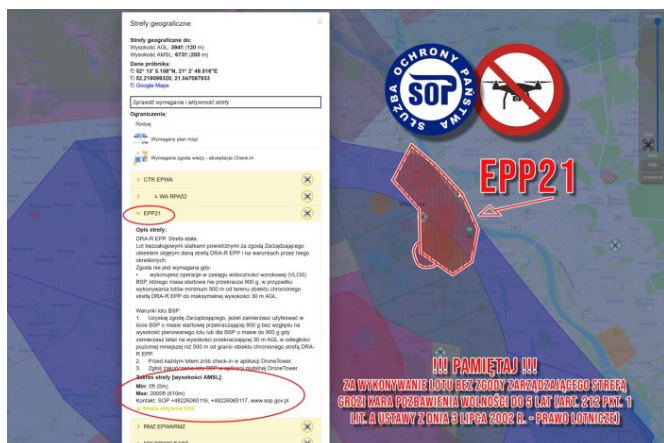 Strefy geograficzne
Strefy geograficzne do:
Wysokość AGL: 394ft (120 m)
Wysokość AMSL: 673ft (205 m)
Dane próbnika:
52° 13' 5.158"N, 21° 2' 49.516"E
52.218099320, 21.047087833
Google Maps
Sprawdź wymagania i aktywność strefy
Ograniczenia:
Rodzaj
Wymagany plan misji
Wymagana zgoda wieży - akceptacja Check-in
CTR EPWA
WA RPA52
EPP21
Opis strefy:
DRA-R EPP. Strefa stała.
Lot bezzałogowymi statkami powietrznymi za zgodą Zarządzającego
obiektem objętym daną strefą DRA-R EPP i na warunkach przez niego
określonych.
Zgoda nie jest wymagana gdy:
- wykonujesz operacje w zasięgu widoczności wzrokowej (VLOS)
BSP, którego masa startowa nie przekracza 900 g, w przypadku
wykonywania lotów minimum 500 m od terenu obiektu chronionego
strefą DRA-R EPP do maksymalnej wysokości 30 m AGL.
Warunki lotu BSP:
1. Uzyskaj zgodę Zarządzającego, jeżeli zamierzasz użytkować w
locie BSP o masie startowej przekraczającej 900 g bez względu na
wysokość planowanego lotu lub dla BSP o masie do 900 g gdy
zamierzasz latać na wysokości przekraczającej 30 m AGL w odległości
poziomej mniejszej niż 500 m od granic obiektu chronionego strefą DRA-
R EPP.
2. Przed każdym lotem zrób check-in w aplikacji DroneTower.
3. Zgłoś zakończenie lotu BSP w aplikacji mobilnej DroneTower.
Zakres strefy [wysokości AMSL]:
Min: 0ft (0m)
Max: 2000ft (610m)
Kontakt: SOP +48226065116, +48226065117, www.sop.gov.pl
Strefa aktywna H24
RMZ EPWARMZ
SŁUŻBA OCHRONY PAŃSTWA
SOP
EPP21
!!! PAMIĘTAJ !!!
ZA WYKONYWANIE LOTU BEZ ZGODY ZARZĄDZAJĄCEGO STREFĄ
GROZI KARA POZBAWIENIA WOLNOŚCI DO 5 LAT (ART. 212 PKT. 1
LIT. A USTAWY Z DNIA 3 LIPCA 2002 R. - PRAWO LOTNICZE)